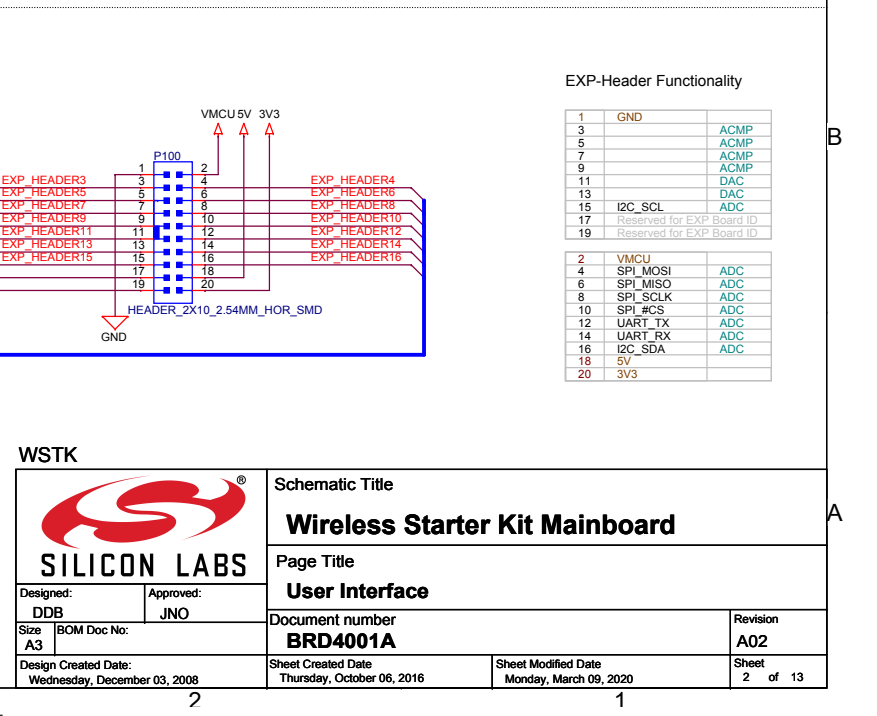 EXP-Header Functionality
B
VMCU 5V 3V3
P100
1 GND
3 ACMP
5 ACMP
7 ACMP
9 ACMP
11 DAC
13 DAC
15 I2C_SCL ADC
17 Reserved for EXP Board ID
19 Reserved for EXP Board ID
1 2
EXP_HEADER3 3 4 EXP_HEADER4
EXP_HEADER5 5 6 EXP_HEADER6
EXP_HEADER7 7 8 EXP_HEADER8
EXP_HEADER9 9 10 EXP_HEADER10
EXP_HEADER11 11 12 EXP_HEADER12
EXP_HEADER13 13 14 EXP_HEADER14
EXP_HEADER15 15 16 EXP_HEADER16
17 18
19 20
HEADER_2X10_2.54MM_HOR_SMD
GND
2 VMCU
4 SPI_MOSI ADC
6 SPI_MISO ADC
8 SPI_SCLK ADC
10 SPI_#CS ADC
12 UART_TX ADC
14 UART_RX ADC
16 I2C_SDA ADC
18 5V
20 3V3
WSTK
®
SILICON LABS
Schematic Title
Wireless Starter Kit Mainboard
A
Page Title
User Interface
Designed:
DDB
Approved:
JNO
Document number
BRD4001A
Revision
A02
Size
A3
BOM Doc No:
Design Created Date:
Wednesday, December 03, 2008
Sheet Created Date
Thursday, October 06, 2016
Sheet Modified Date
Monday, March 09, 2020
Sheet
2 of 13
2 1